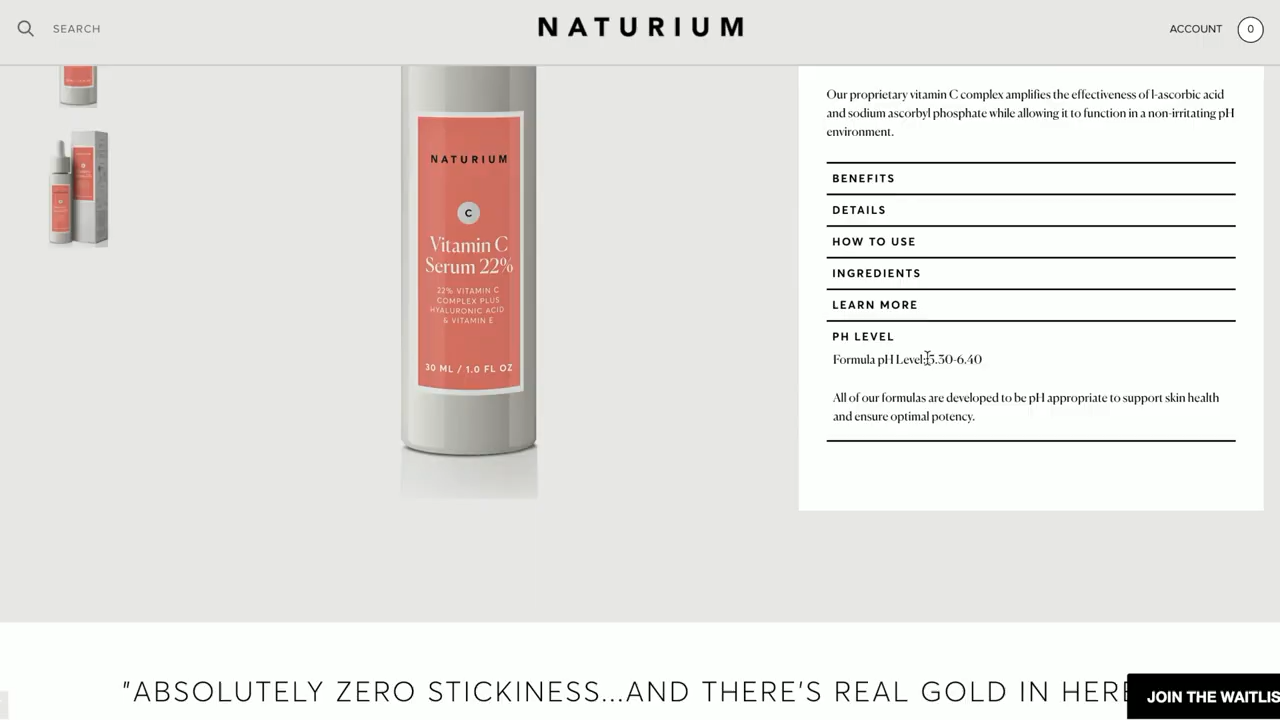 SEARCH
NATURIUM
ACCOUNT
0
Our proprietary vitamin C complex amplifies the effectiveness of l-ascorbic acid
and sodium ascorbyl phosphate while allowing it to function in a non-irritating pH
environment.
BENEFITS
DETAILS
HOW TO USE
INGREDIENTS
LEARN MORE
PH LEVEL
Formula pH Level: 5.30-6.40
All of our formulas are developed to be pH appropriate to support skin health
and ensure optimal potency.
NATURIUM
C
Vitamin C
Serum 22%
22% VITAMIN C
COMPLEX PLUS
HYALURONIC ACID
& VITAMIN E
30 ML / 1.0 FL OZ
"ABSOLUTELY ZERO STICKINESS...AND THERE'S REAL GOLD IN HERE
JOIN THE WAITLIS